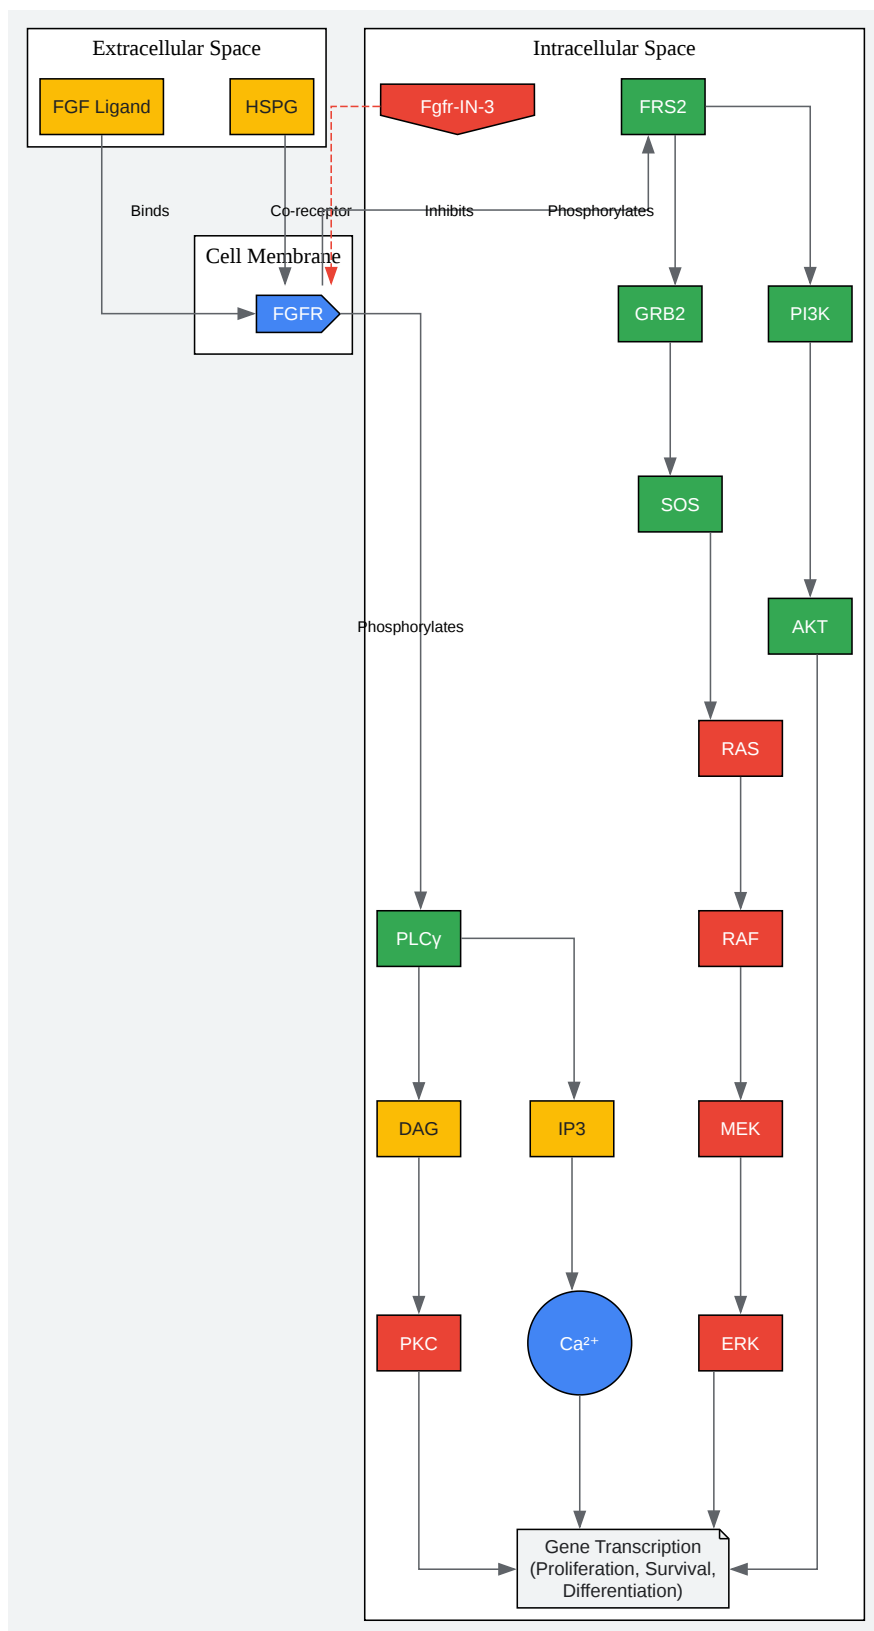 Extracellular Space
Intracellular Space
FGF Ligand
HSPG
Fgfr-IN-3
FRS2
Binds
Co-receptor
Inhibits
Phosphorylates
Cell Membrane
FGFR
GRB2
PI3K
SOS
AKT
Phosphorylates
RAS
PLCγ
RAF
DAG
IP3
MEK
PKC
Ca²⁺
ERK
Gene Transcription
(Proliferation, Survival,
Differentiation)